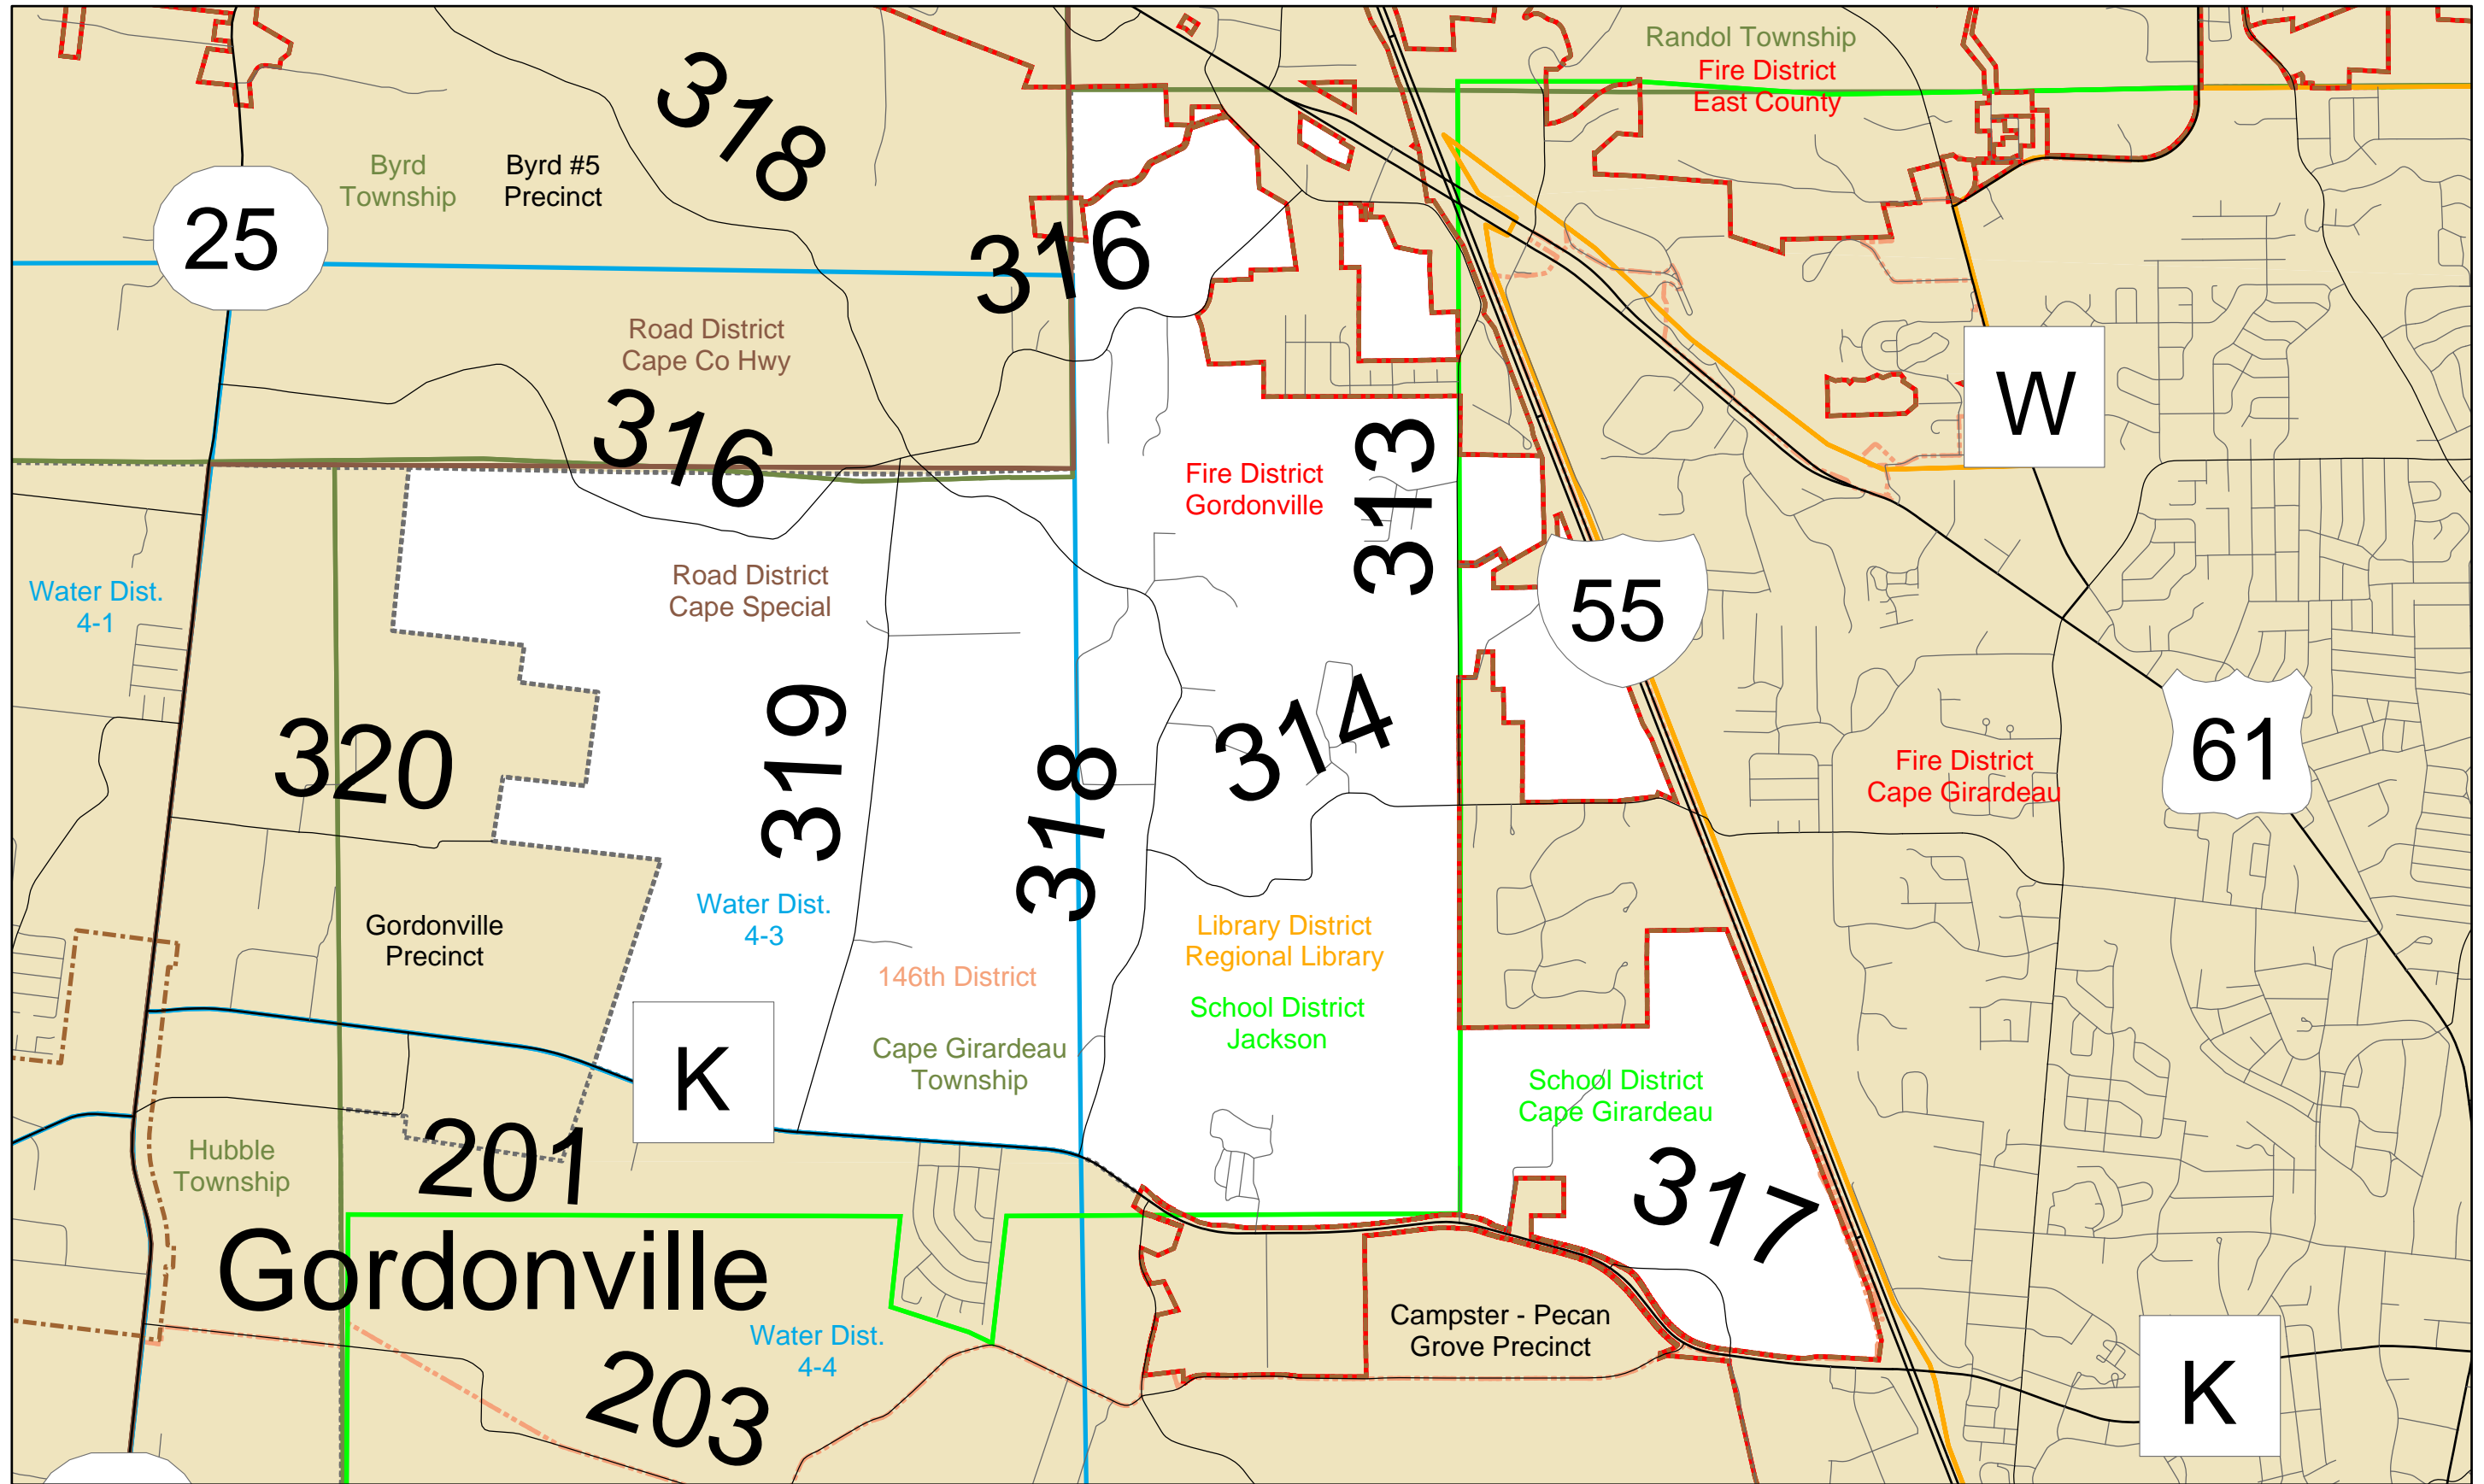 Randol Township
Fire District
East County
318
Byrd
Township
Byrd #5
Precinct
25
316
Road District
Cape Co Hwy
W
316
313
Fire District
Gordonville
Road District
Cape Special
Water Dist.
4-1
55
319
314
320
318
61
Fire District
Cape Girardeau
Water Dist.
4-3
Gordonville
Precinct
Library District
Regional Library
146th District
School District
Jackson
Cape Girardeau
Township
K
School District
Cape Girardeau
Hubble
Township
201
317
Gordonville
Campster - Pecan
Grove Precinct
Water Dist.
4-4
203
K